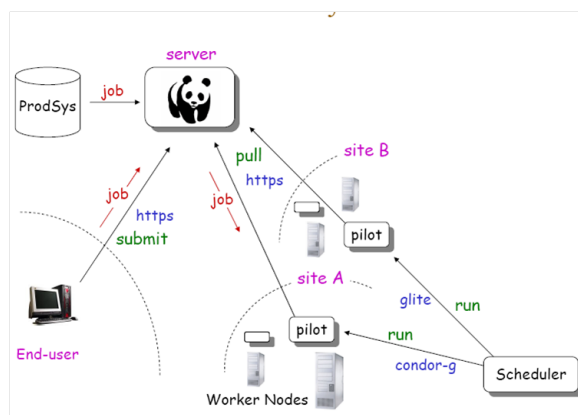 server
ProdSys
job
pull
site B
https
job
https
job
submit
pilot
site A
glite
run
pilot
run
End-user
condor-g
Scheduler
Worker Nodes